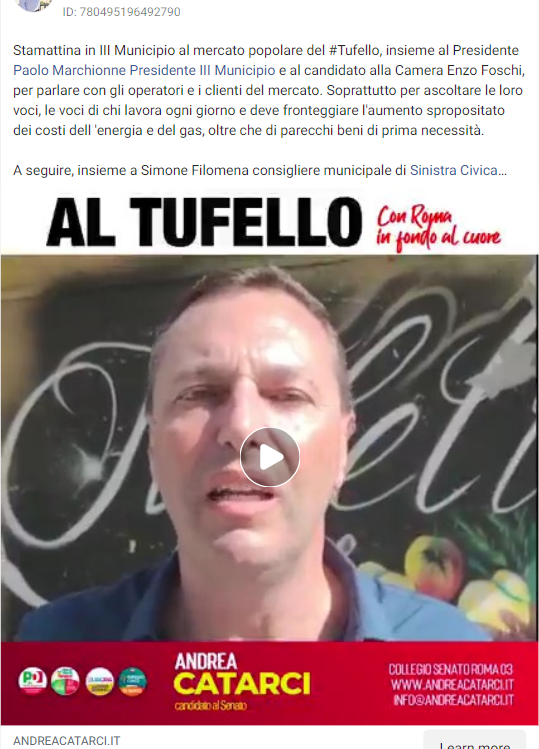 ID: 780495196492790
Stamattina in III Municipio al mercato popolare del #Tufello, insieme al Presidente
Paolo Marchionne Presidente III Municipio e al candidato alla Camera Enzo Foschi,
per parlare con gli operatori e i clienti del mercato. Soprattutto per ascoltare le loro
voci, le voci di chi lavora ogni giorno e deve fronteggiare l'aumento spropositato
dei costi dell 'energia e del gas, oltre che di parecchi beni di prima necessità.
A seguire, insieme a Simone Filomena consigliere municipale di Sinistra Civica...
AL TUFELLO
Con Roma
in fondo al cuore
PD
ANDREA
CATARCI
candidato al Senato
COLLEGIO SENATO ROMA 03
WWW.ANDREACATARCI.IT
INFO@ANDREACATARCI.IT
ANDREACATARCI.IT
Learn more